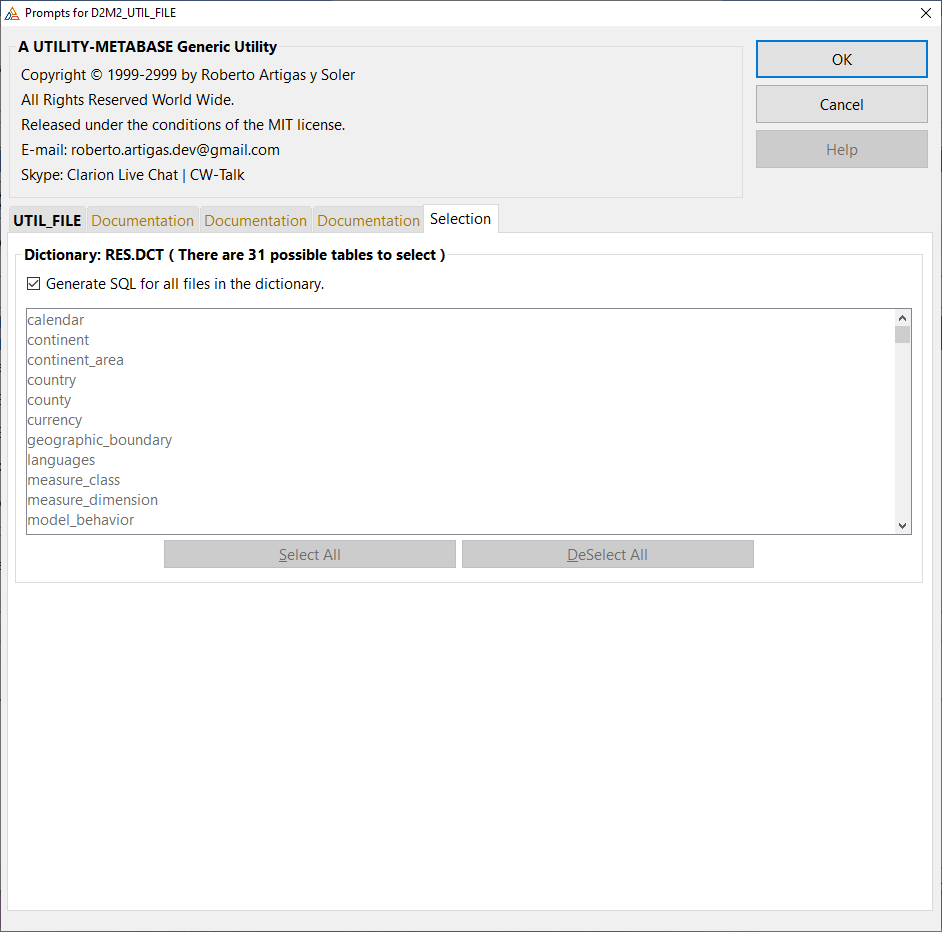 Prompts for D2M2_UTIL_FILE
A UTILITY-METABASE Generic Utility
Copyright © 1999-2999 by Roberto Artigas y Soler
All Rights Reserved World Wide.
Released under the conditions of the MIT license.
E-mail: roberto.artigas.dev@gmail.com
Skype: Clarion Live Chat | CW-Talk
OK
Cancel
Help
UTIL_FILE Documentation Documentation Documentation Selection
Dictionary: RES.DCT ( There are 31 possible tables to select )
Generate SQL for all files in the dictionary.
calendar
continent
continent_area
country
county
currency
geographic_boundary
languages
measure_class
measure_dimension
model_behavior
Select All DeSelect All